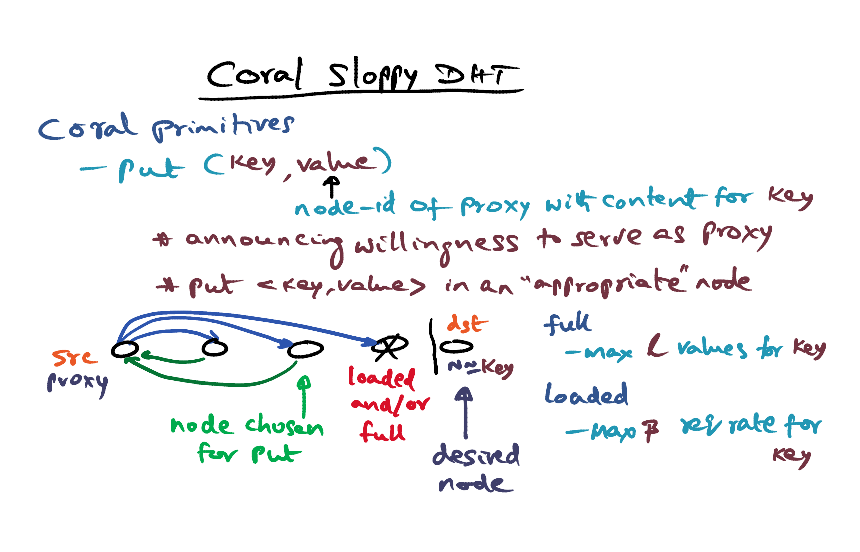 Coral Sloppy DHT
Coral primitives
- put (key, value)
node-id of proxy with content for key
* announcing willingness to serve as proxy
* put <key, value> in an "appropriate" node
src
proxy
dst
N≈Key
loaded
and/or
full
node chosen
for put
desired
node
full
- max l values for key
loaded
- max β req rate for
key